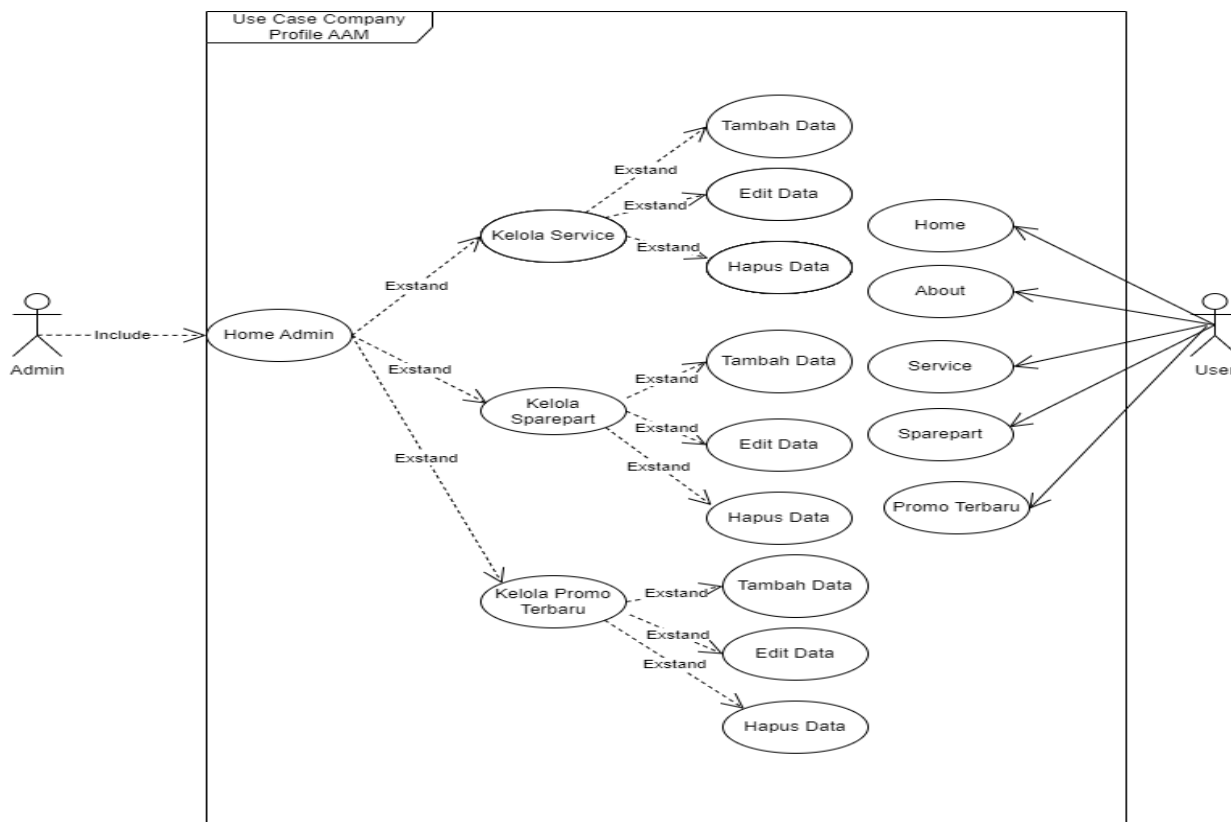 Use Case Company
Profile AAM
Tambah Data
Exstand
Edit Data
Exstand
Kelola Service
Exstand
Hapus Data
Exstand
Home
About
Admin
Include
Home Admin
User
Exstand
Tambah Data
Exstand
Kelola
Sparepart
Exstand
Edit Data
Exstand
Hapus Data
Service
Sparepart
Promo Terbaru
Exstand
Kelola Promo
Terbaru
Exstand
Tambah Data
Exstand
Edit Data
Exstand
Hapus Data